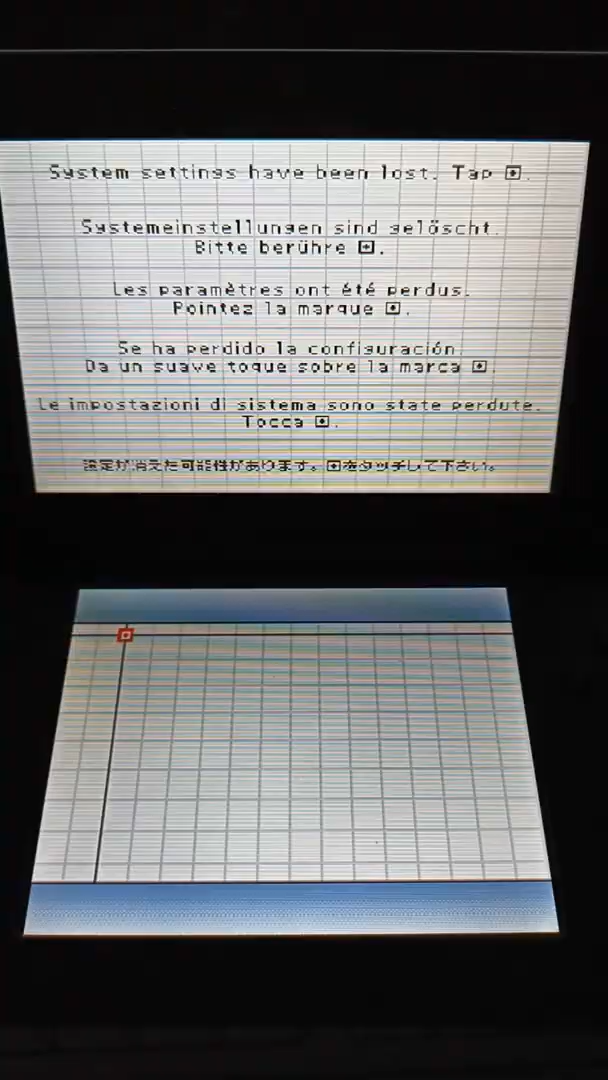 System settings have been lost. Tap ⊡.
Systemeinstellungen sind gelöscht.
Bitte berühre ⊡.
Les paramètres ont été perdus.
Pointez la marque ⊡.
Se ha perdido la configuración.
Da un suave toque sobre la marca ⊡.
Le impostazioni di sistema sono state perdute.
Tocca ⊡.
設定が消えた可能性があります。⊡をタッチして下さい。